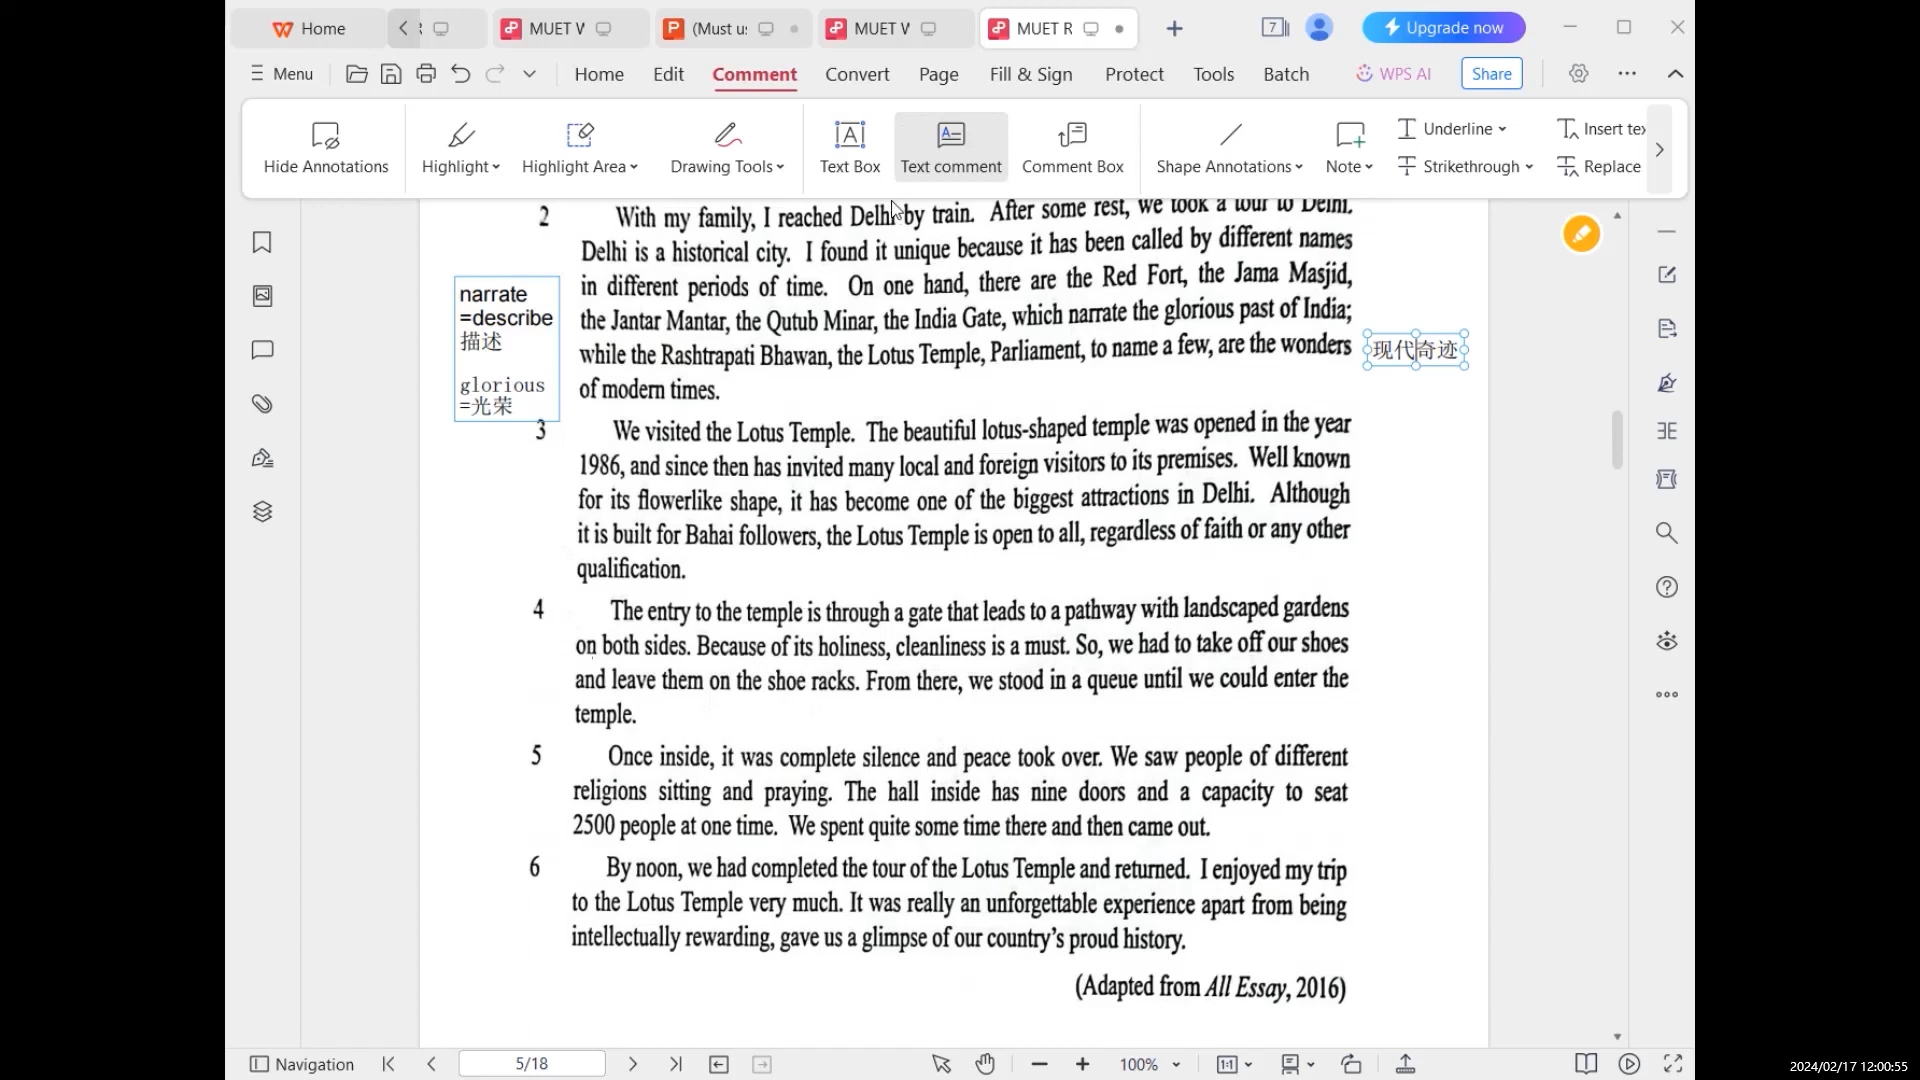 Home
MUET V
(Must u:
MUET V
MUET R
7
Upgrade now
Menu
Home
Edit
Comment
Convert
Page
Fill & Sign
Protect
Tools
Batch
WPS AI
Share
Hide Annotations
Highlight
Highlight Area
Drawing Tools
Text Box
Text comment
Comment Box
Shape Annotations
Note
Underline
Strikethrough
Insert tex
Replace
2 With my family, I reached Delhi by train. After some rest, we took a tour to Delhi.
Delhi is a historical city. I found it unique because it has been called by different names
in different periods of time. On one hand, there are the Red Fort, the Jama Masjid,
the Jantar Mantar, the Qutub Minar, the India Gate, which narrate the glorious past of India;
while the Rashtrapati Bhawan, the Lotus Temple, Parliament, to name a few, are the wonders
of modern times.
narrate
=describe
描述
glorious
=光荣
现代奇迹
3 We visited the Lotus Temple. The beautiful lotus-shaped temple was opened in the year
1986, and since then has invited many local and foreign visitors to its premises. Well known
for its flowerlike shape, it has become one of the biggest attractions in Delhi. Although
it is built for Bahai followers, the Lotus Temple is open to all, regardless of faith or any other
qualification.
4 The entry to the temple is through a gate that leads to a pathway with landscaped gardens
on both sides. Because of its holiness, cleanliness is a must. So, we had to take off our shoes
and leave them on the shoe racks. From there, we stood in a queue until we could enter the
temple.
5 Once inside, it was complete silence and peace took over. We saw people of different
religions sitting and praying. The hall inside has nine doors and a capacity to seat
2500 people at one time. We spent quite some time there and then came out.
6 By noon, we had completed the tour of the Lotus Temple and returned. I enjoyed my trip
to the Lotus Temple very much. It was really an unforgettable experience apart from being
intellectually rewarding, gave us a glimpse of our country's proud history.
(Adapted from All Essay, 2016)
Navigation
5/18
100%
1:1
2024/02/17 12:00:55